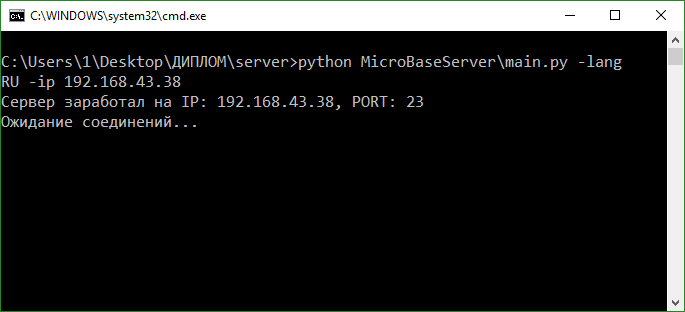 C:\WINDOWS\system32\cmd.exe
C:\Users\1\Desktop\ДИПЛОМ\server>python MicroBaseServer\main.py -lang
RU -ip 192.168.43.38
Сервер заработал на IP: 192.168.43.38, PORT: 23
Ожидание соединений...